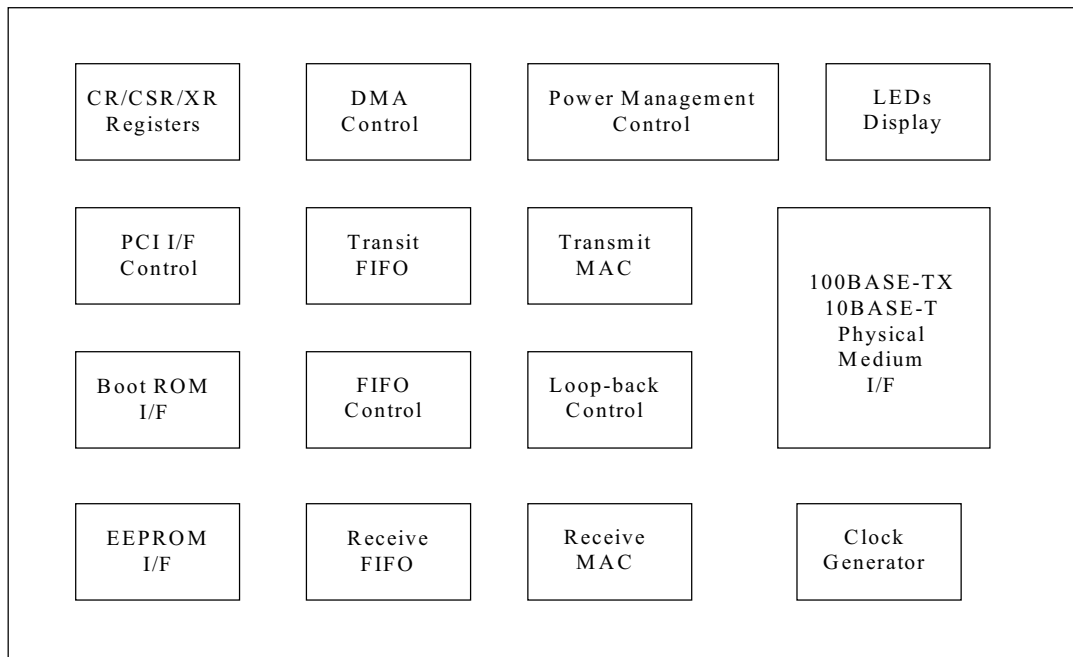 CR/CSR/XR
Registers
DMA
Control
Power Management
Control
LEDs
Display
PCI I/F
Control
Transit
FIFO
Transmit
MAC
100BASE-TX
10BASE-T
Physical
Medium
I/F
Boot ROM
I/F
FIFO
Control
Loop-back
Control
EEPROM
I/F
Receive
FIFO
Receive
MAC
Clock
Generator